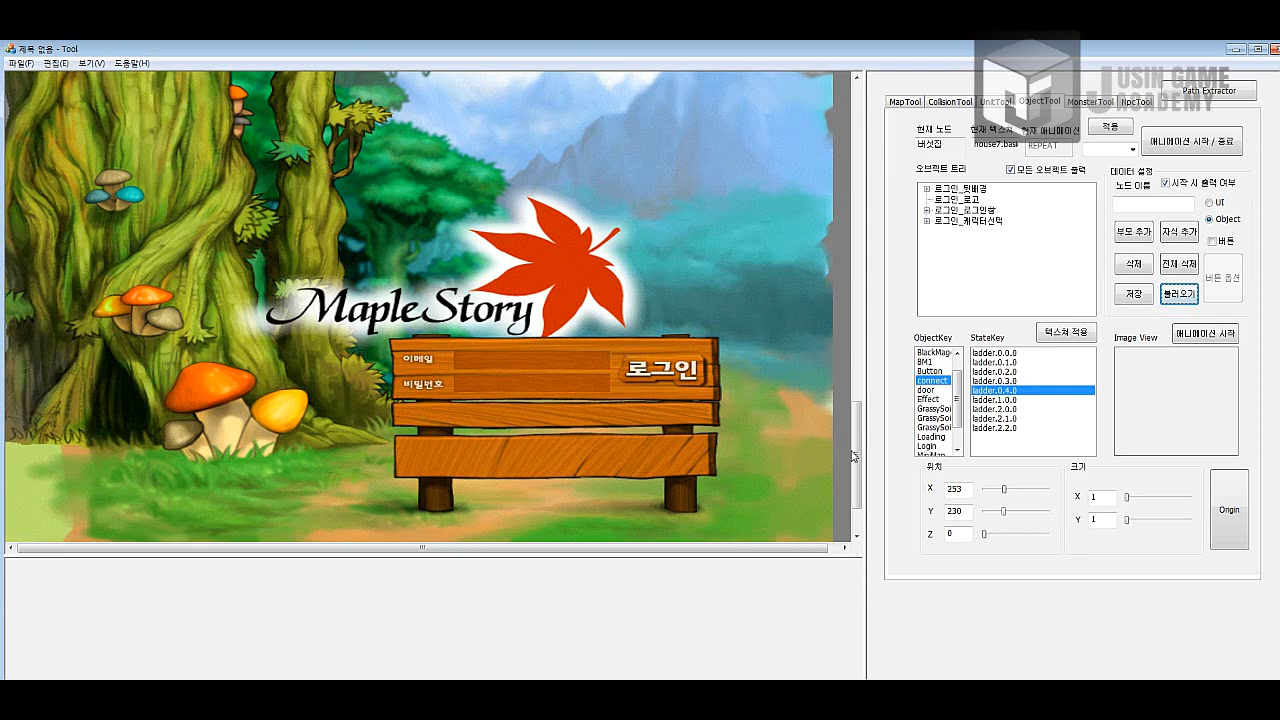 제목 없음 - Tool
파일(F) 편집(E) 보기(V) 도움말(H)
JUSIN GAME
ACADEMY
Path Extractor
MapTool CollisionTool UnitTool ObjectTool MonsterTool NpcTool
현재 노드 현재 텍스쳐 현재 애니메이션 적용
버섯집 house7.basi REPEAT
애니메이션 시작 / 종료
오브젝트 트리 모든 오브젝트 출력
로그인_뒷배경
로그인_로고
로그인_로그인창
로그인_캐릭터선택
데이터 설정
노드 이름 시작 시 출력 여부
UI
Object
부모 추가 자식 추가 버튼
삭제 전체 삭제
버튼 옵션
저장 불러오기
MapleStory
이메일
비밀번호
로그인
텍스쳐 적용 애니메이션 시작
ObjectKey StateKey Image View
BlackMag
BM1
Button
connect
door
Effect
GrassySoi
GrassySoi
GrassySoi
Loading
Login
ladder.0.0.0
ladder.0.1.0
ladder.0.2.0
ladder.0.3.0
ladder.0.4.0
ladder.1.0.0
ladder.2.0.0
ladder.2.1.0
ladder.2.2.0
위치 크기
X 253
Y 230
Z 0
X 1
Y 1
Origin